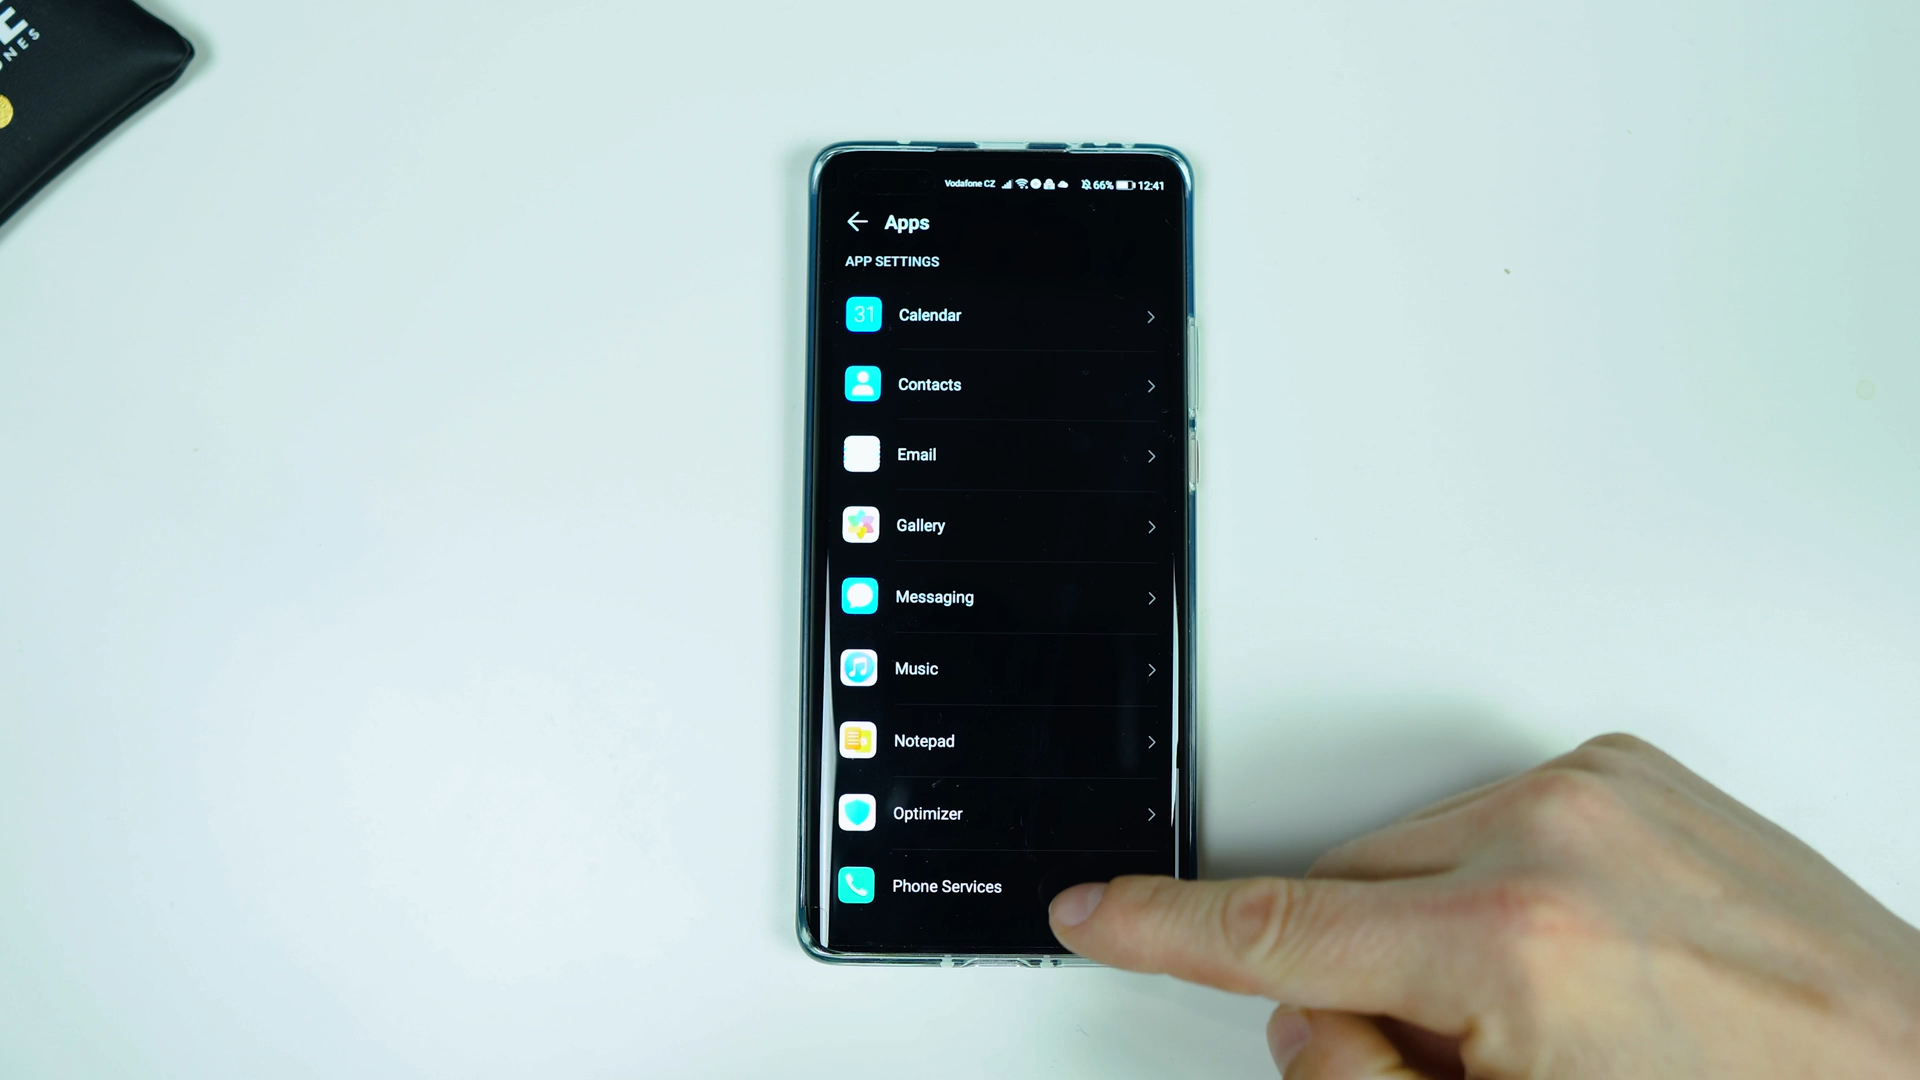 Vodafone CZ 66% 12:41
Apps
APP SETTINGS
31 Calendar
Contacts
Email
Gallery
Messaging
Music
Notepad
Optimizer
Phone Services